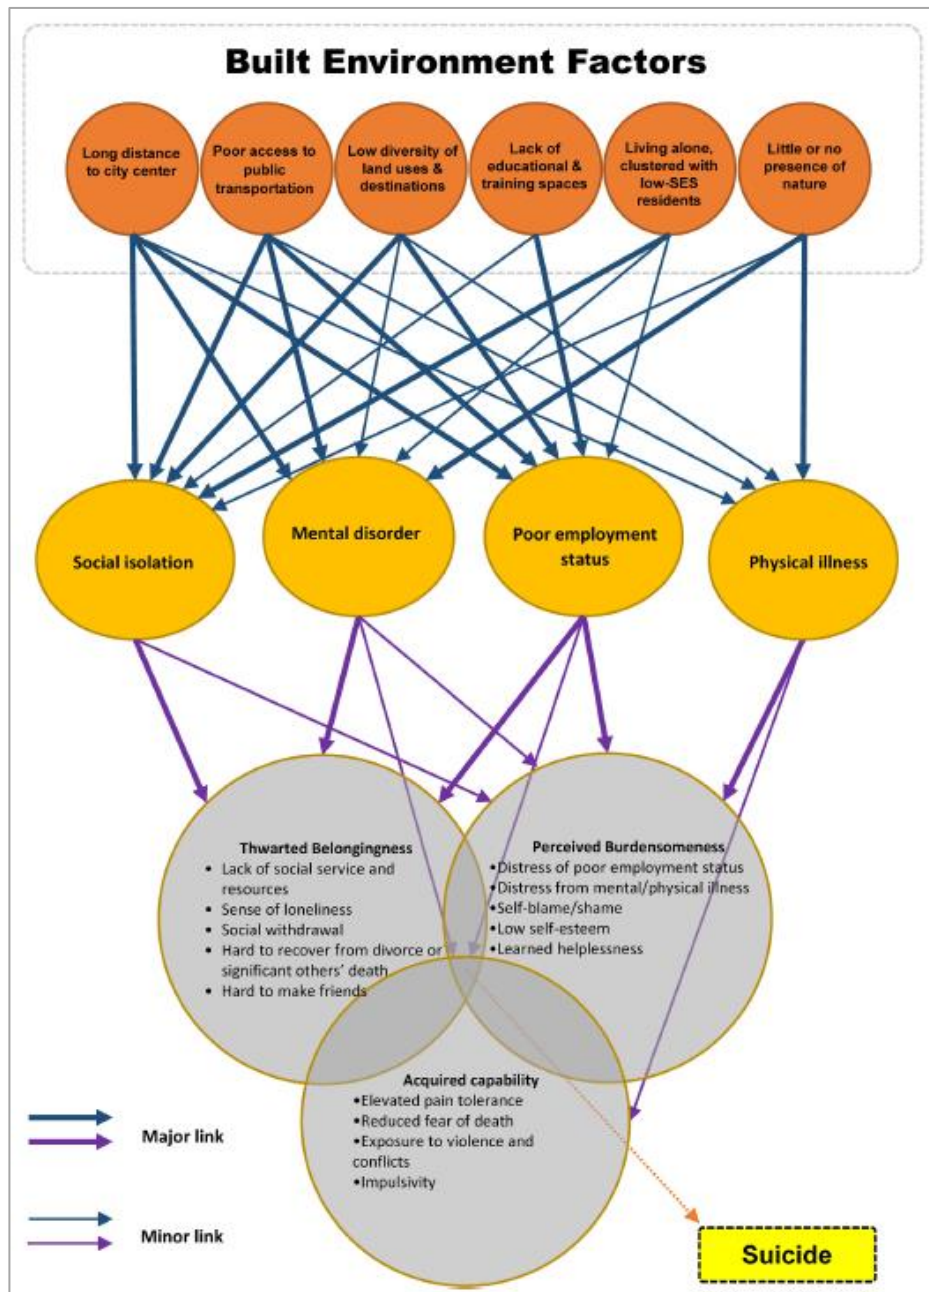 Built Environment Factors
Long distance
to city center
Poor access to
public
transportation
Low diversity of
land uses &
destinations
Lack of
educational &
training spaces
Living alone,
clustered with
low-SES
residents
Little or no
presence of
nature
Social isolation
Mental disorder
Poor employment
status
Physical illness
Thwarted Belongingness
• Lack of social service and
resources
• Sense of loneliness
• Social withdrawal
• Hard to recover from divorce or
significant others’ death
• Hard to make friends
Perceived Burdensomeness
•Distress of poor employment status
•Distress from mental/physical illness
•Self-blame/shame
•Low self-esteem
•Learned helplessness
Acquired capability
•Elevated pain tolerance
•Reduced fear of death
•Exposure to violence and
conflicts
•Impulsivity
Major link
Minor link
Suicide